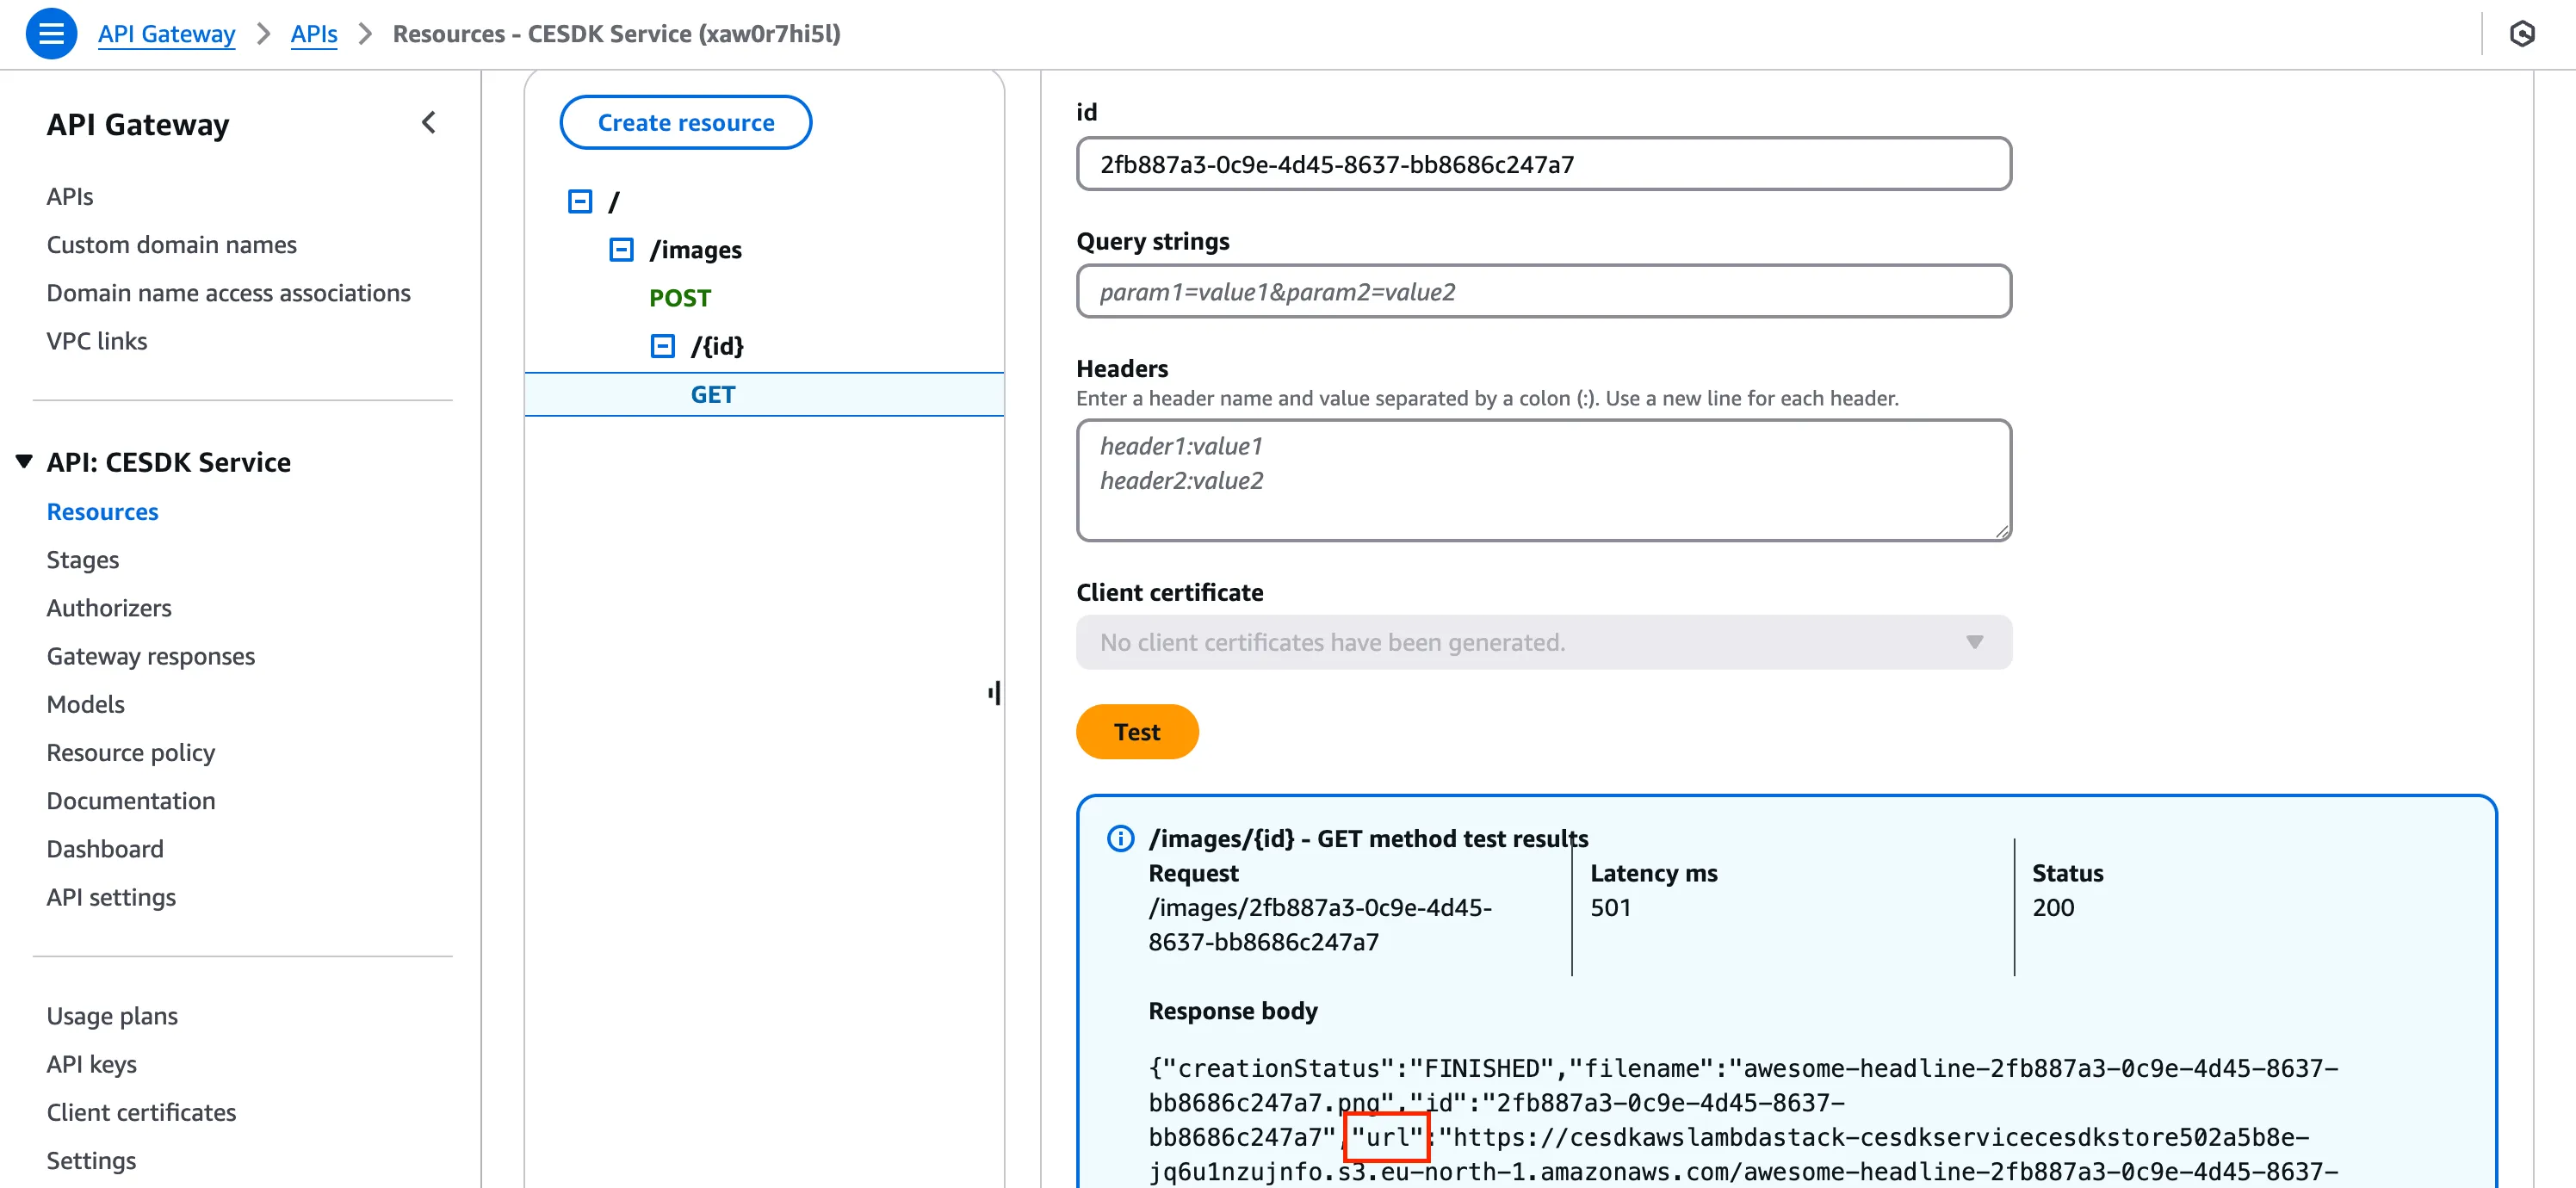 API Gateway > APIs > Resources - CESDK Service (xaw0r7hi5l)
API Gateway
APIs
Custom domain names
Domain name access associations
VPC links
API: CESDK Service
Resources
Stages
Authorizers
Gateway responses
Models
Resource policy
Documentation
Dashboard
API settings
Usage plans
API keys
Client certificates
Settings
Create resource
/
/images
POST
/{id}
GET
id
2fb887a3-0c9e-4d45-8637-bb8686c247a7
Query strings
param1=value1&param2=value2
Headers
Enter a header name and value separated by a colon (:). Use a new line for each header.
header1:value1
header2:value2
Client certificate
No client certificates have been generated.
Test
/images/{id} - GET method test results
Request
/images/2fb887a3-0c9e-4d45-
8637-bb8686c247a7
Latency ms
501
Status
200
Response body
{"creationStatus":"FINISHED","filename":"awesome-headline-2fb887a3-0c9e-4d45-8637-
bb8686c247a7.png","id":"2fb887a3-0c9e-4d45-8637-
bb8686c247a7","url":"https://cesdkawslambdastack-cesdkservicecesdkstore502a5b8e-
jq6u1nzujnfo.s3.eu-north-1.amazonaws.com/awesome-headline-2fb887a3-0c9e-4d45-8637-